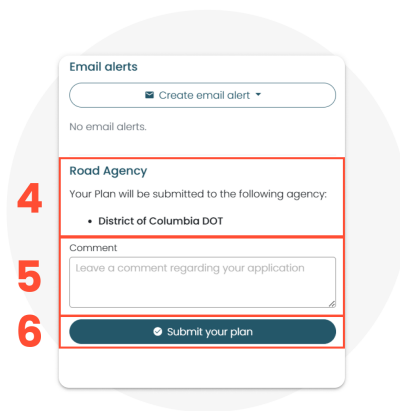 Email alerts
Create email alert
No email alerts.
4
Road Agency
Your Plan will be submitted to the following agency:
• District of Columbia DOT
5
Comment
Leave a comment regarding your application
6
Submit your plan